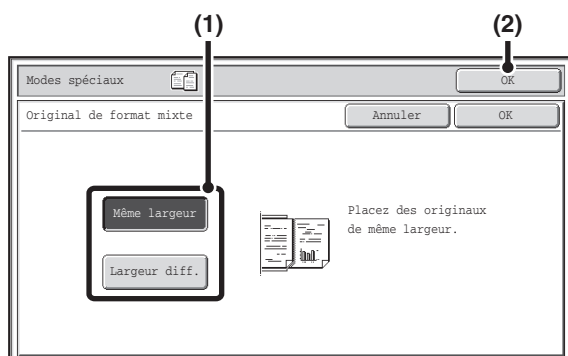 (1) (2)
Modes spéciaux OK
Original de format mixte Annuler OK
Même largeur
Placez des originaux
de même largeur.
Largeur diff.